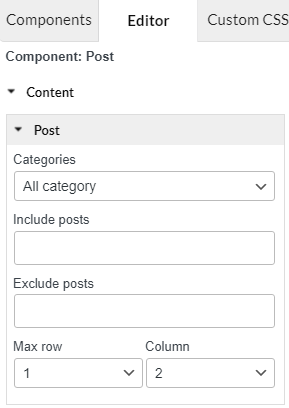 Components Editor Custom CSS
Component: Post
Content
Post
Categories
All category
Include posts
Exclude posts
Max row Column
1 2